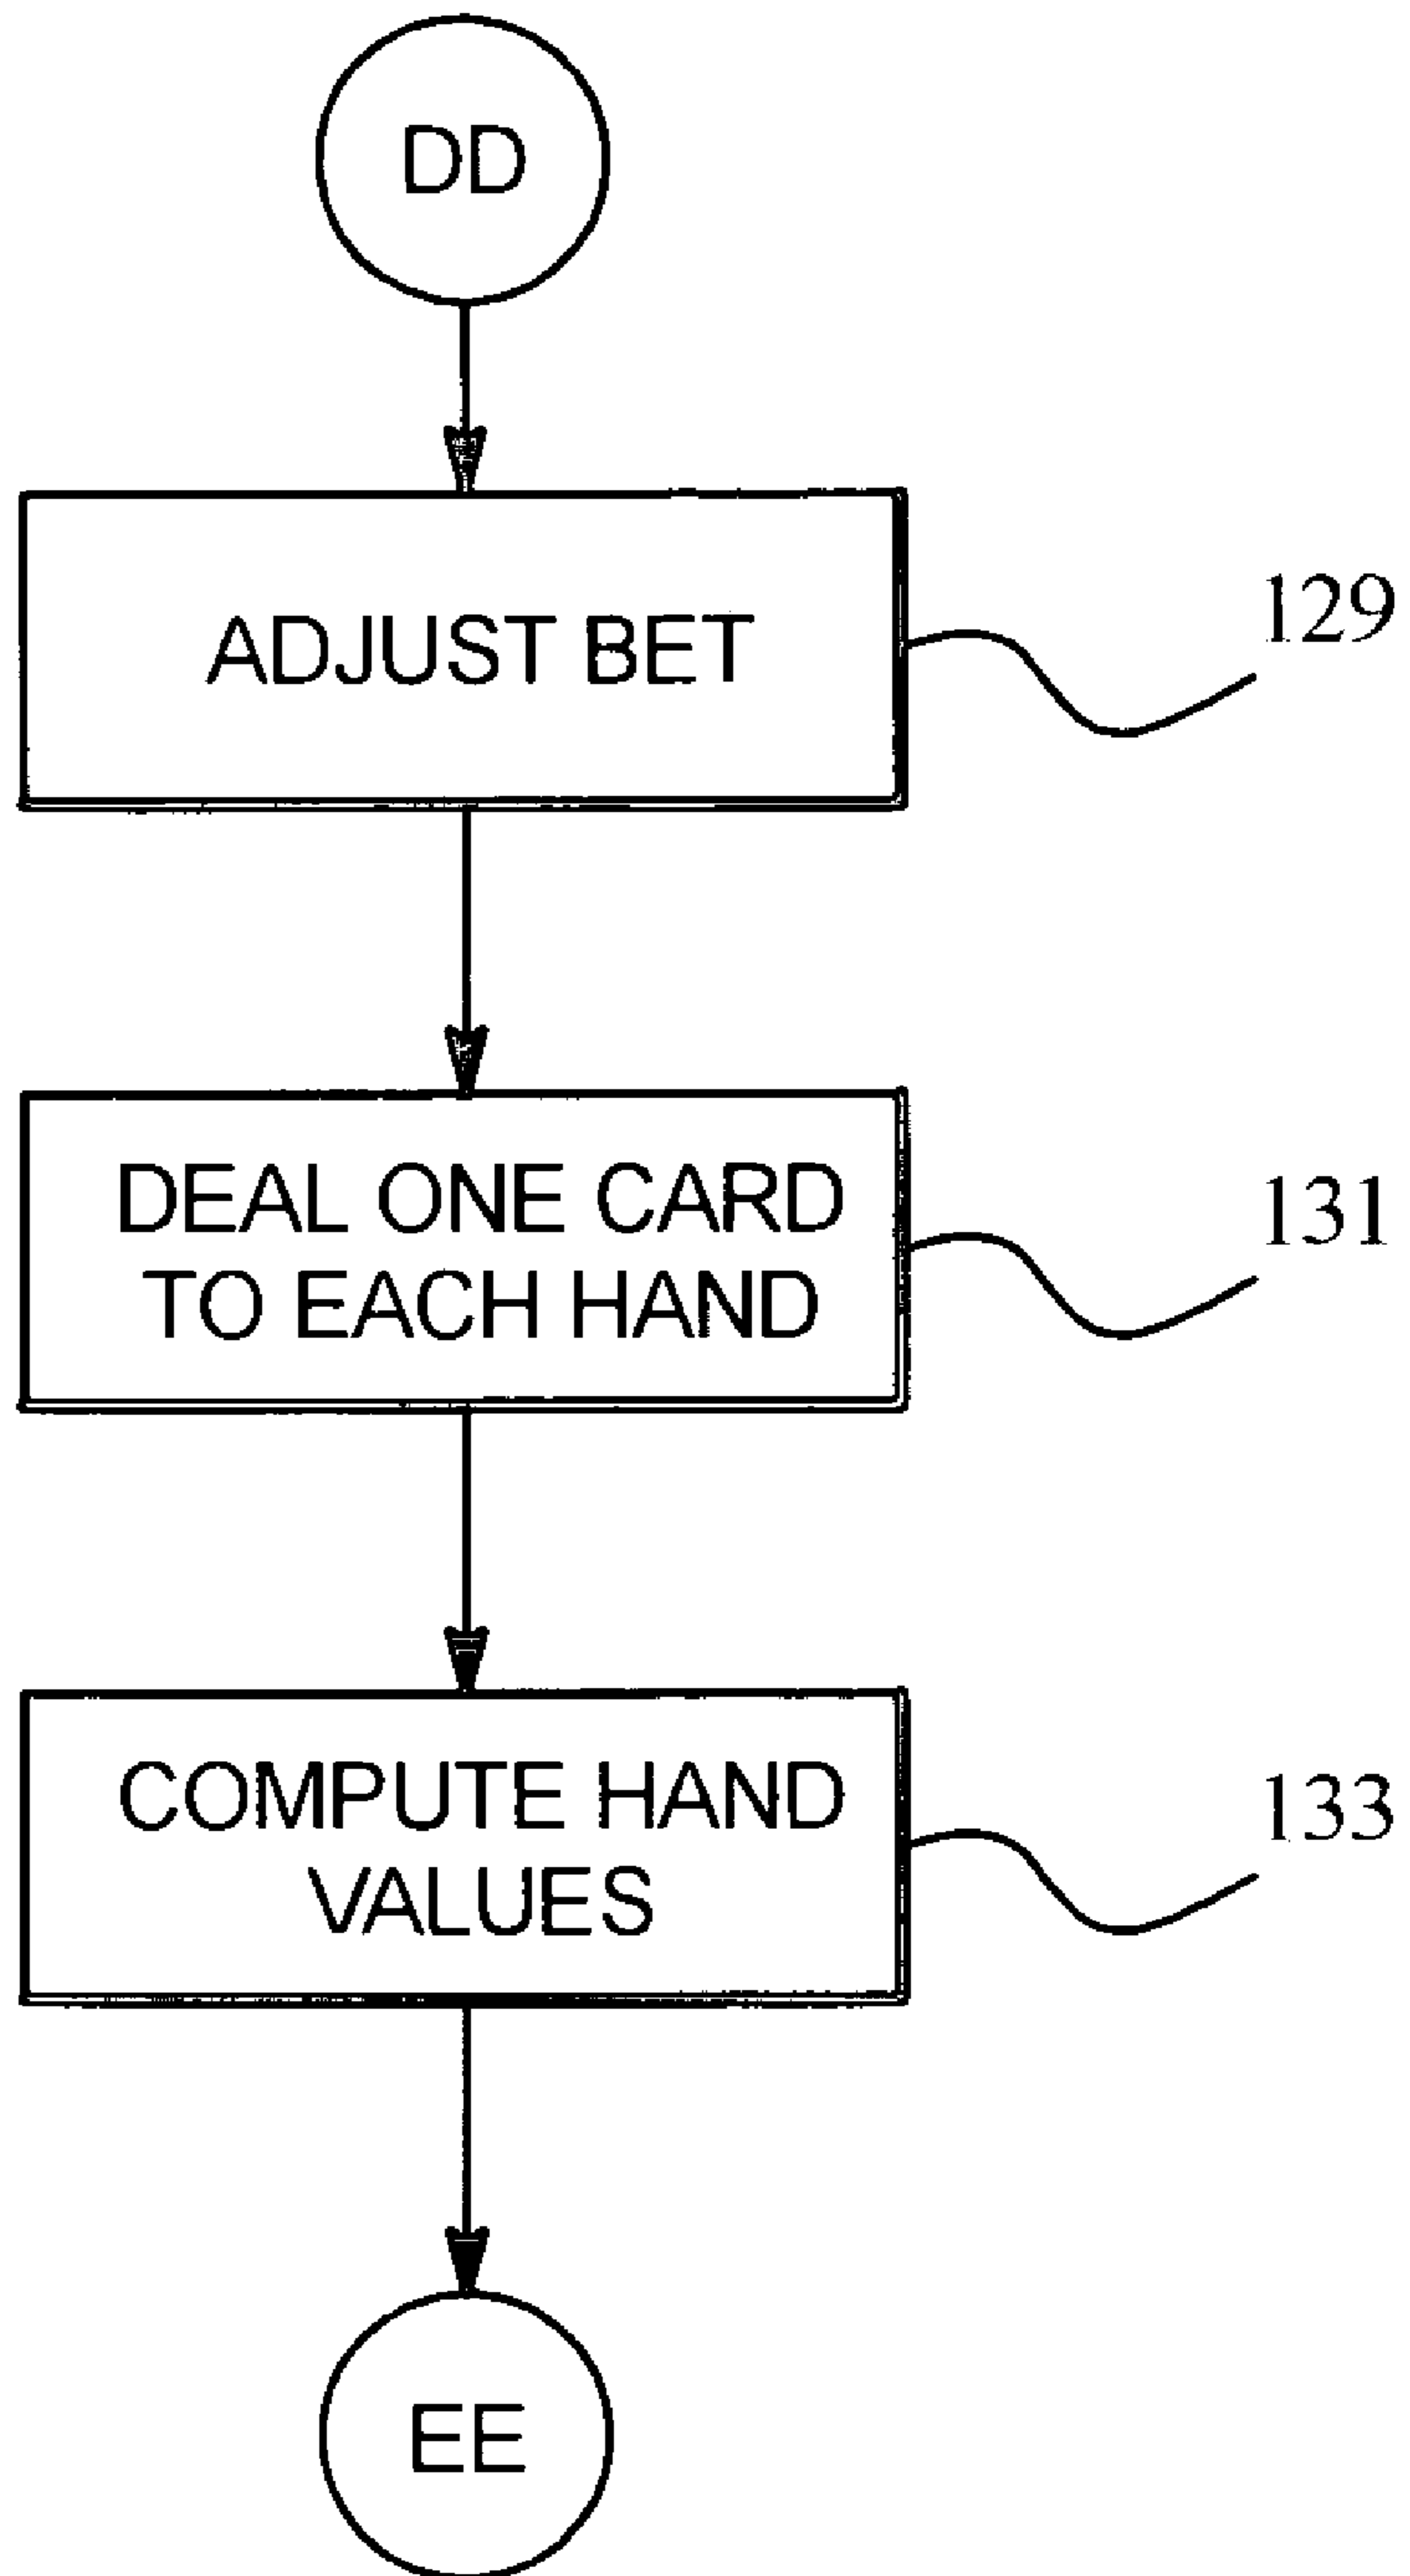 DD
ADJUST BET
129
DEAL ONE CARD
TO EACH HAND
131
COMPUTE HAND
VALUES
133
EE